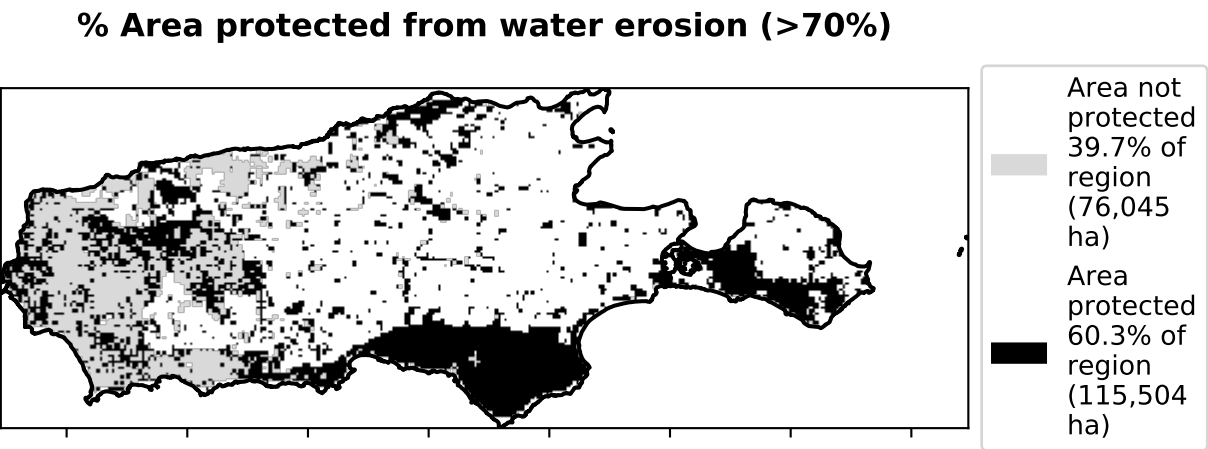 % Area protected from water erosion (>70%)
Area not
protected
39.7% of
region
(76,045
ha)
Area
protected
60.3% of
region
(115,504
ha)